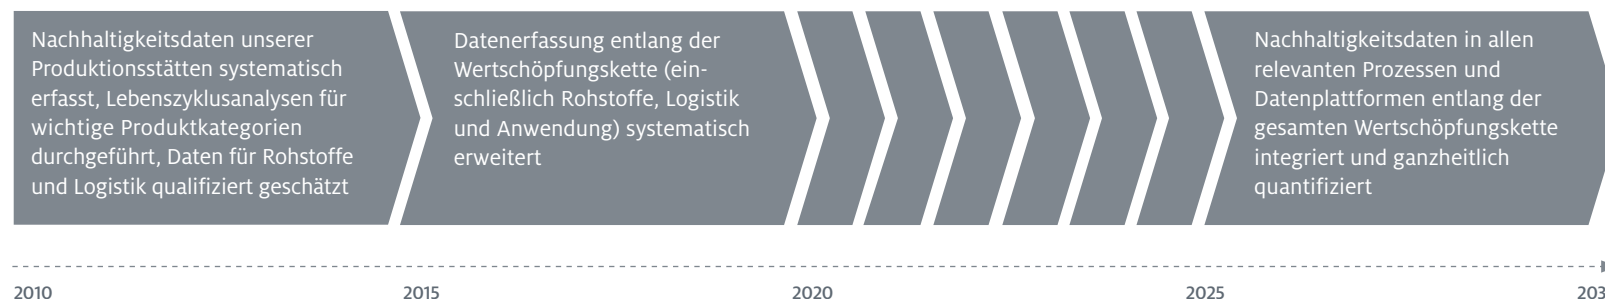 Nachhaltigkeitsdaten unserer
Produktionsstätten systematisch
erfasst, Lebenszyklusanalysen für
wichtige Produktkategorien
durchgeführt, Daten für Rohstoffe
und Logistik qualifiziert geschätzt
Datenerfassung entlang der
Wertschöpfungskette (ein-
schließlich Rohstoffe, Logistik
und Anwendung) systematisch
erweitert
Nachhaltigkeitsdaten in allen
relevanten Prozessen und
Datenplattformen entlang der
gesamten Wertschöpfungskette
integriert und ganzheitlich
quantifiziert
2010 2015 2020 2025 203